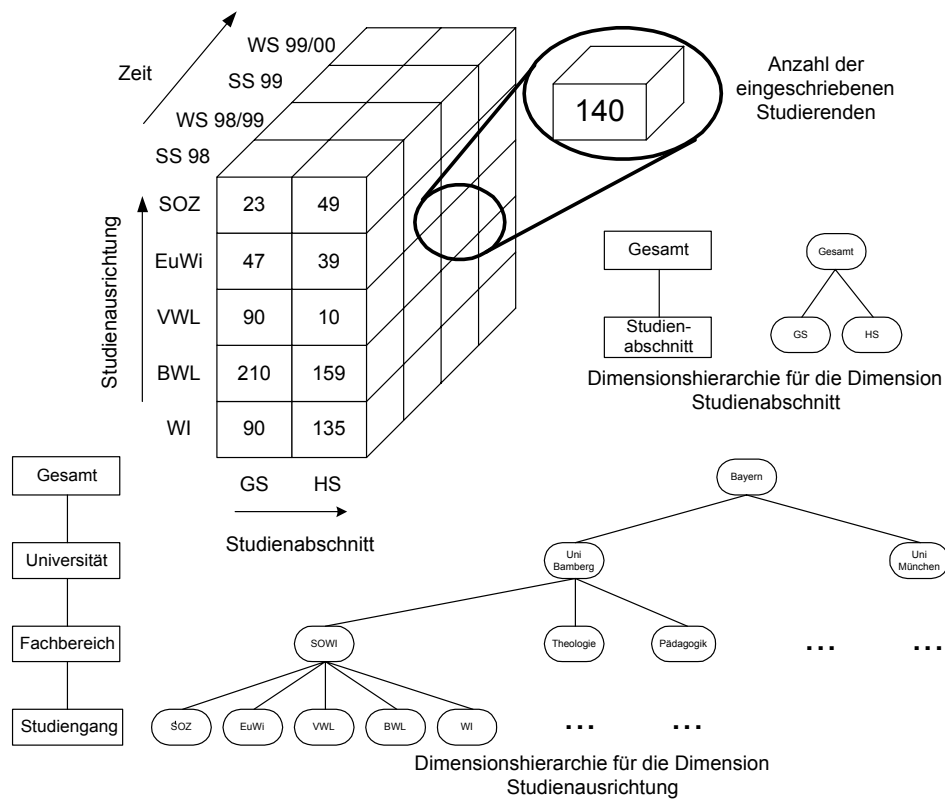 WS 99/00
SS 99
WS 98/99
SS 98
Zeit
Anzahl der
eingeschriebenen
Studierenden
140
Studienausrichtung
SOZ 23 49
EuWi 47 39
VWL 90 10
BWL 210 159
WI 90 135
GS HS
Studienabschnitt
Gesamt
Studien-
abschnitt
Gesamt
GS HS
Dimensionshierarchie für die Dimension
Studienabschnitt
Gesamt
Universität
Fachbereich
Studiengang
Bayern
Uni
Bamberg
Uni
München
SOWI Theologie Pädagogik ... ...
SOZ EuWi VWL BWL WI ... ...
Dimensionshierarchie für die Dimension
Studienausrichtung